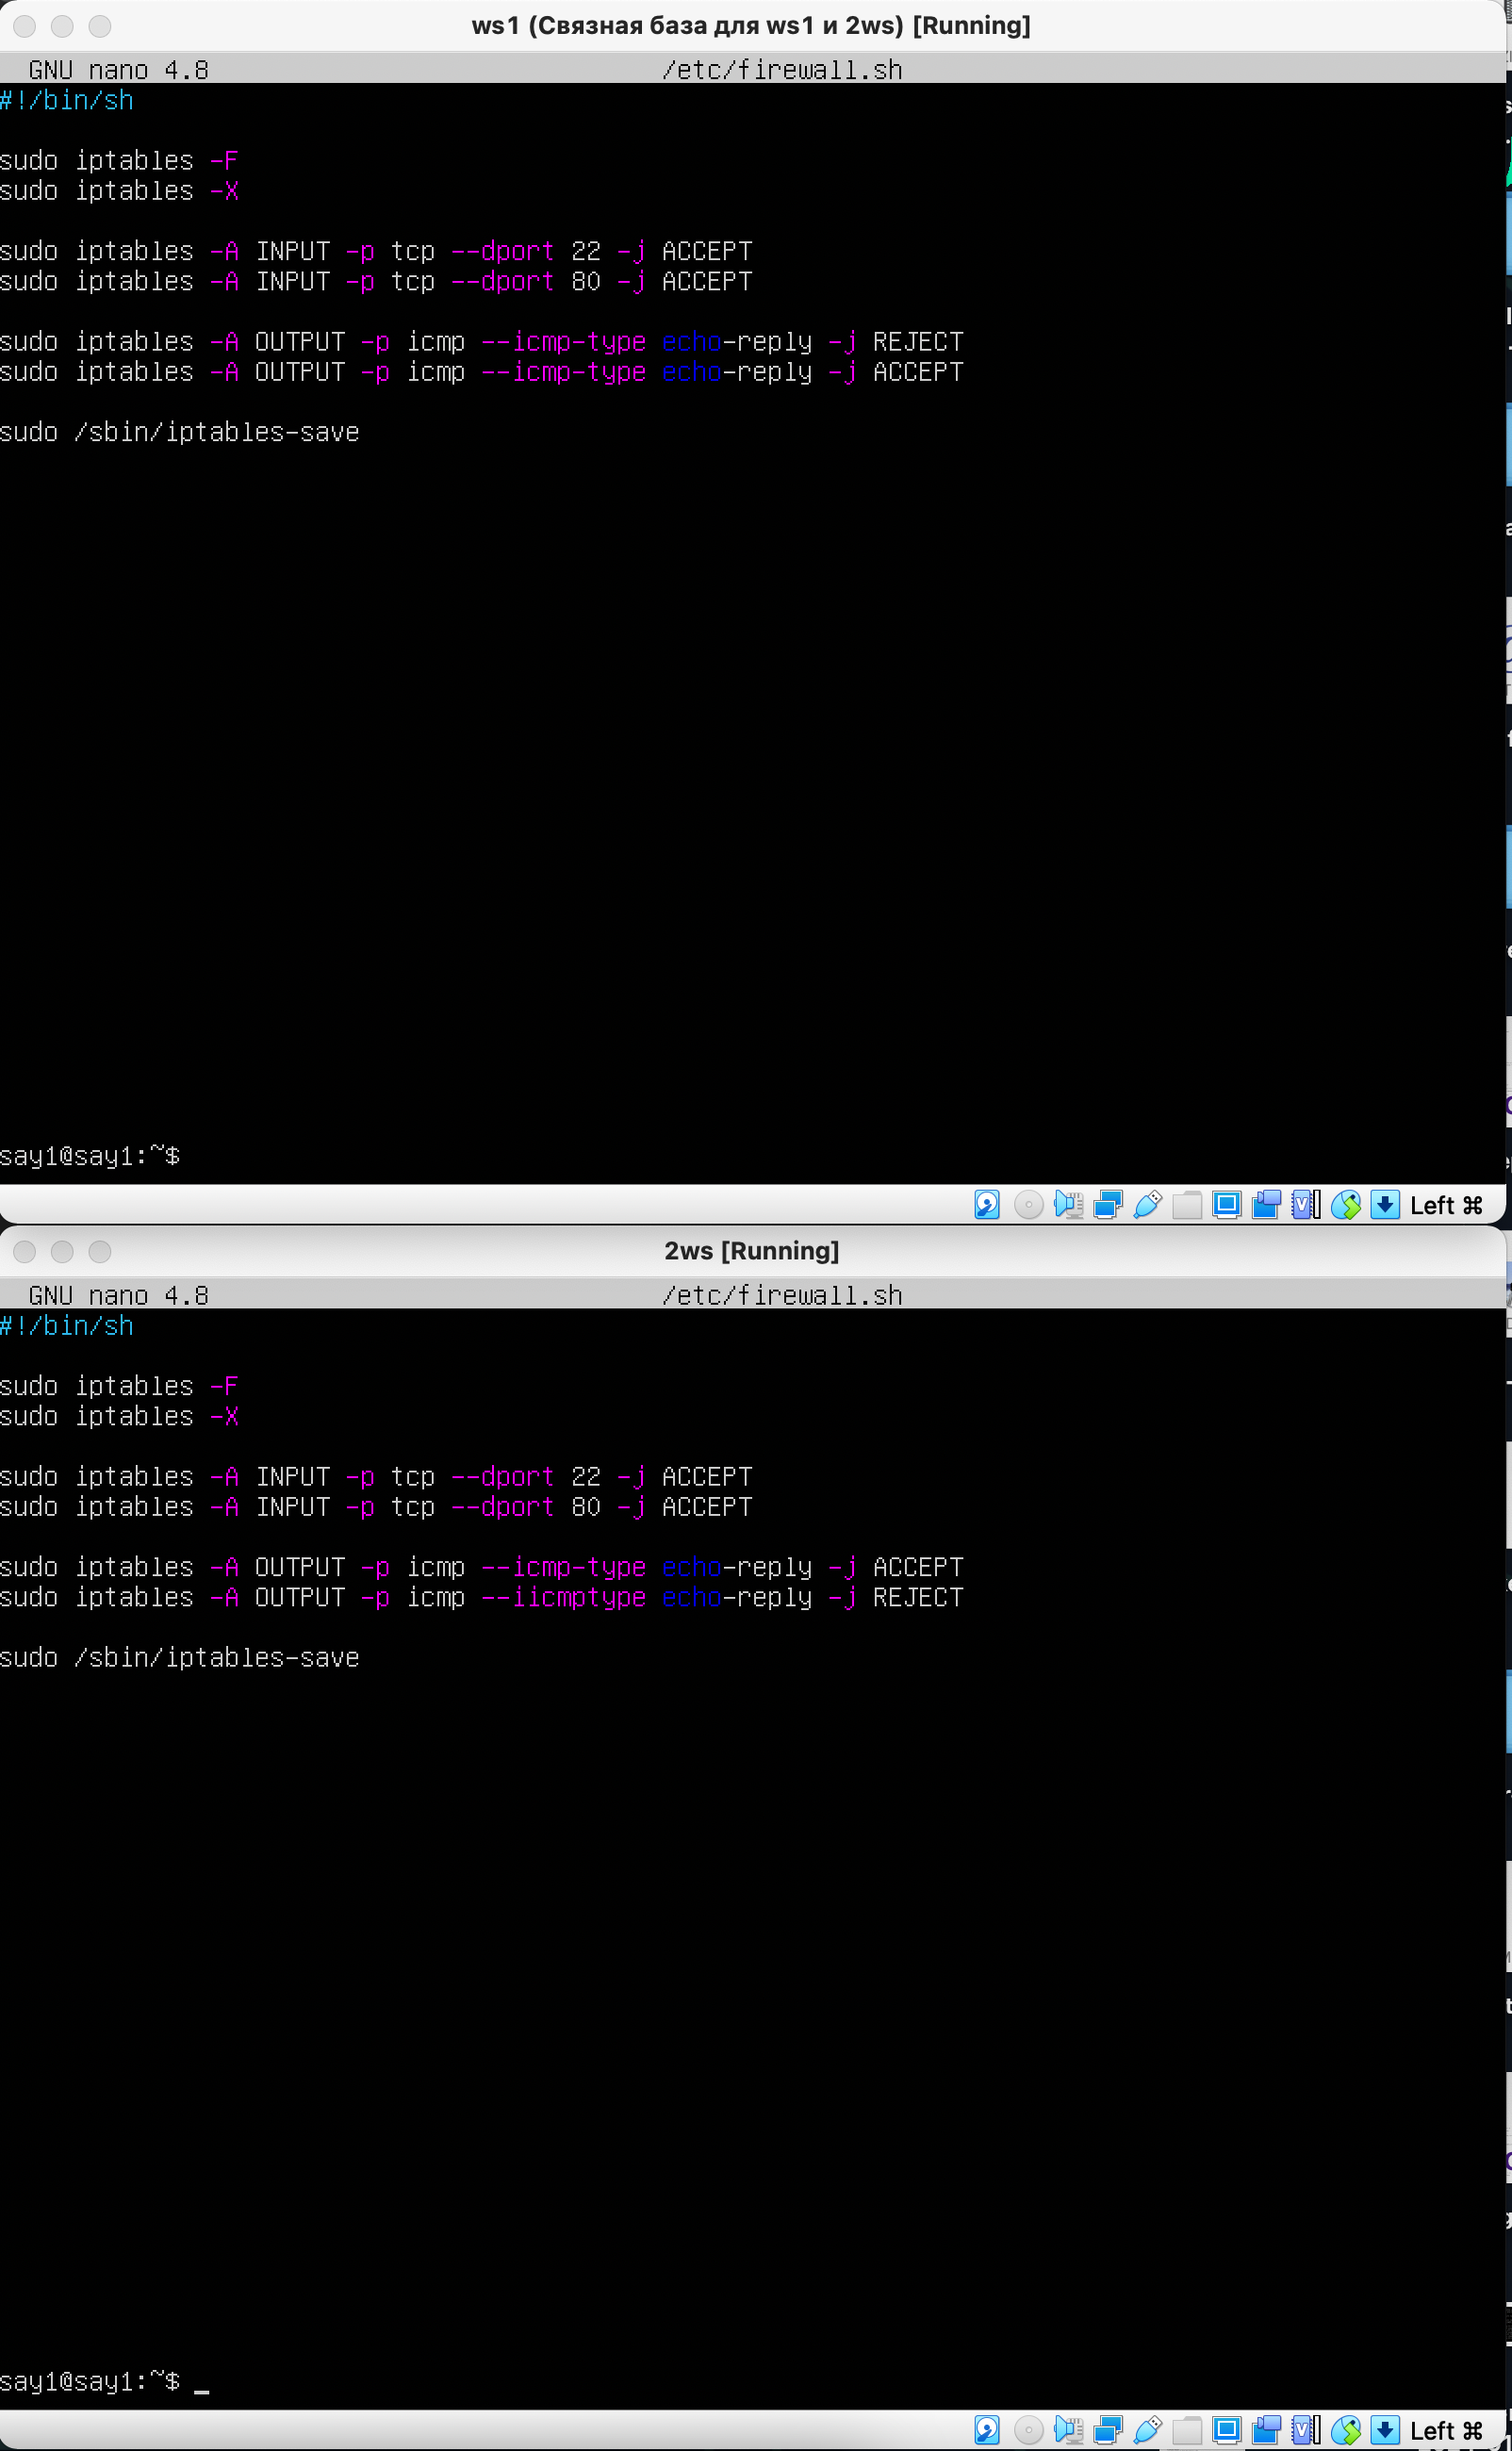 ws1 (Связная база для ws1 и 2ws) [Running]
GNU nano 4.8 /etc/firewall.sh
#!/bin/sh
sudo iptables -F
sudo iptables -X
sudo iptables -A INPUT -p tcp --dport 22 -j ACCEPT
sudo iptables -A INPUT -p tcp --dport 80 -j ACCEPT
sudo iptables -A OUTPUT -p icmp --icmp-type echo-reply -j REJECT
sudo iptables -A OUTPUT -p icmp --icmp-type echo-reply -j ACCEPT
sudo /sbin/iptables-save
say1@say1:~$
Left ⌘
2ws [Running]
GNU nano 4.8 /etc/firewall.sh
#!/bin/sh
sudo iptables -F
sudo iptables -X
sudo iptables -A INPUT -p tcp --dport 22 -j ACCEPT
sudo iptables -A INPUT -p tcp --dport 80 -j ACCEPT
sudo iptables -A OUTPUT -p icmp --icmp-type echo-reply -j ACCEPT
sudo iptables -A OUTPUT -p icmp --iicmptype echo-reply -j REJECT
sudo /sbin/iptables-save
say1@say1:~$ _
Left ⌘